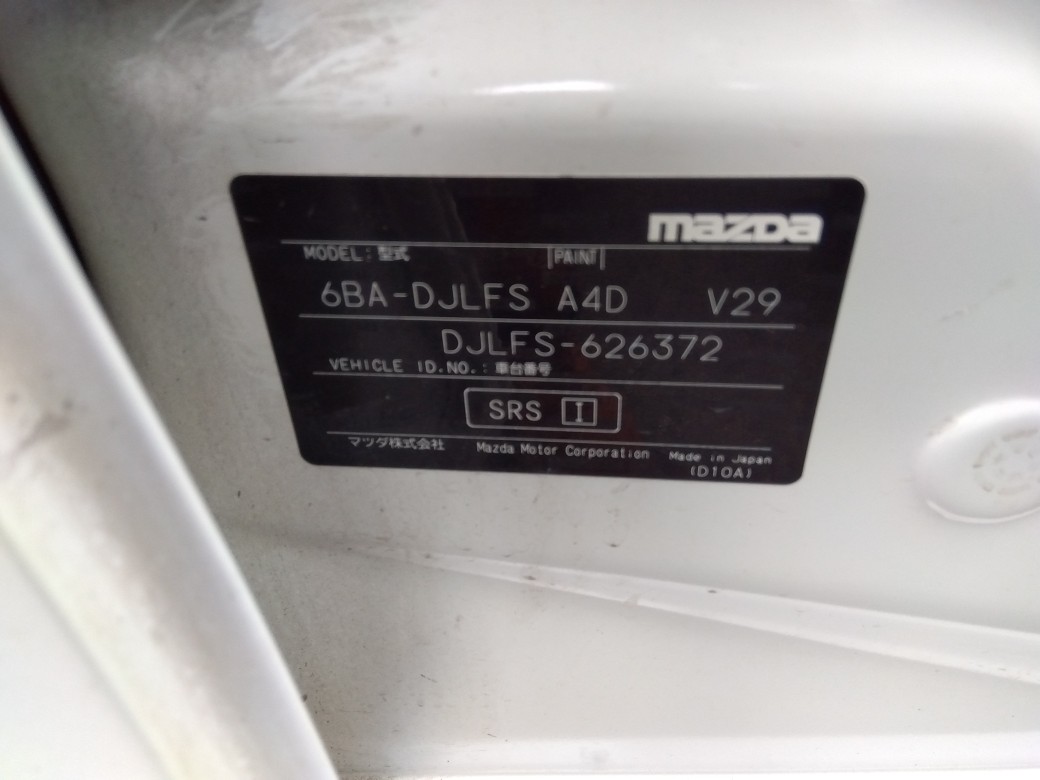 mazda
MODEL: 型式 PAINT
6BA-DJLFS A4D V29
DJLFS-626372
VEHICLE ID.NO.: 車台番号
SRS I
マツダ株式会社 Mazda Motor Corporation Made in Japan
(D10A)